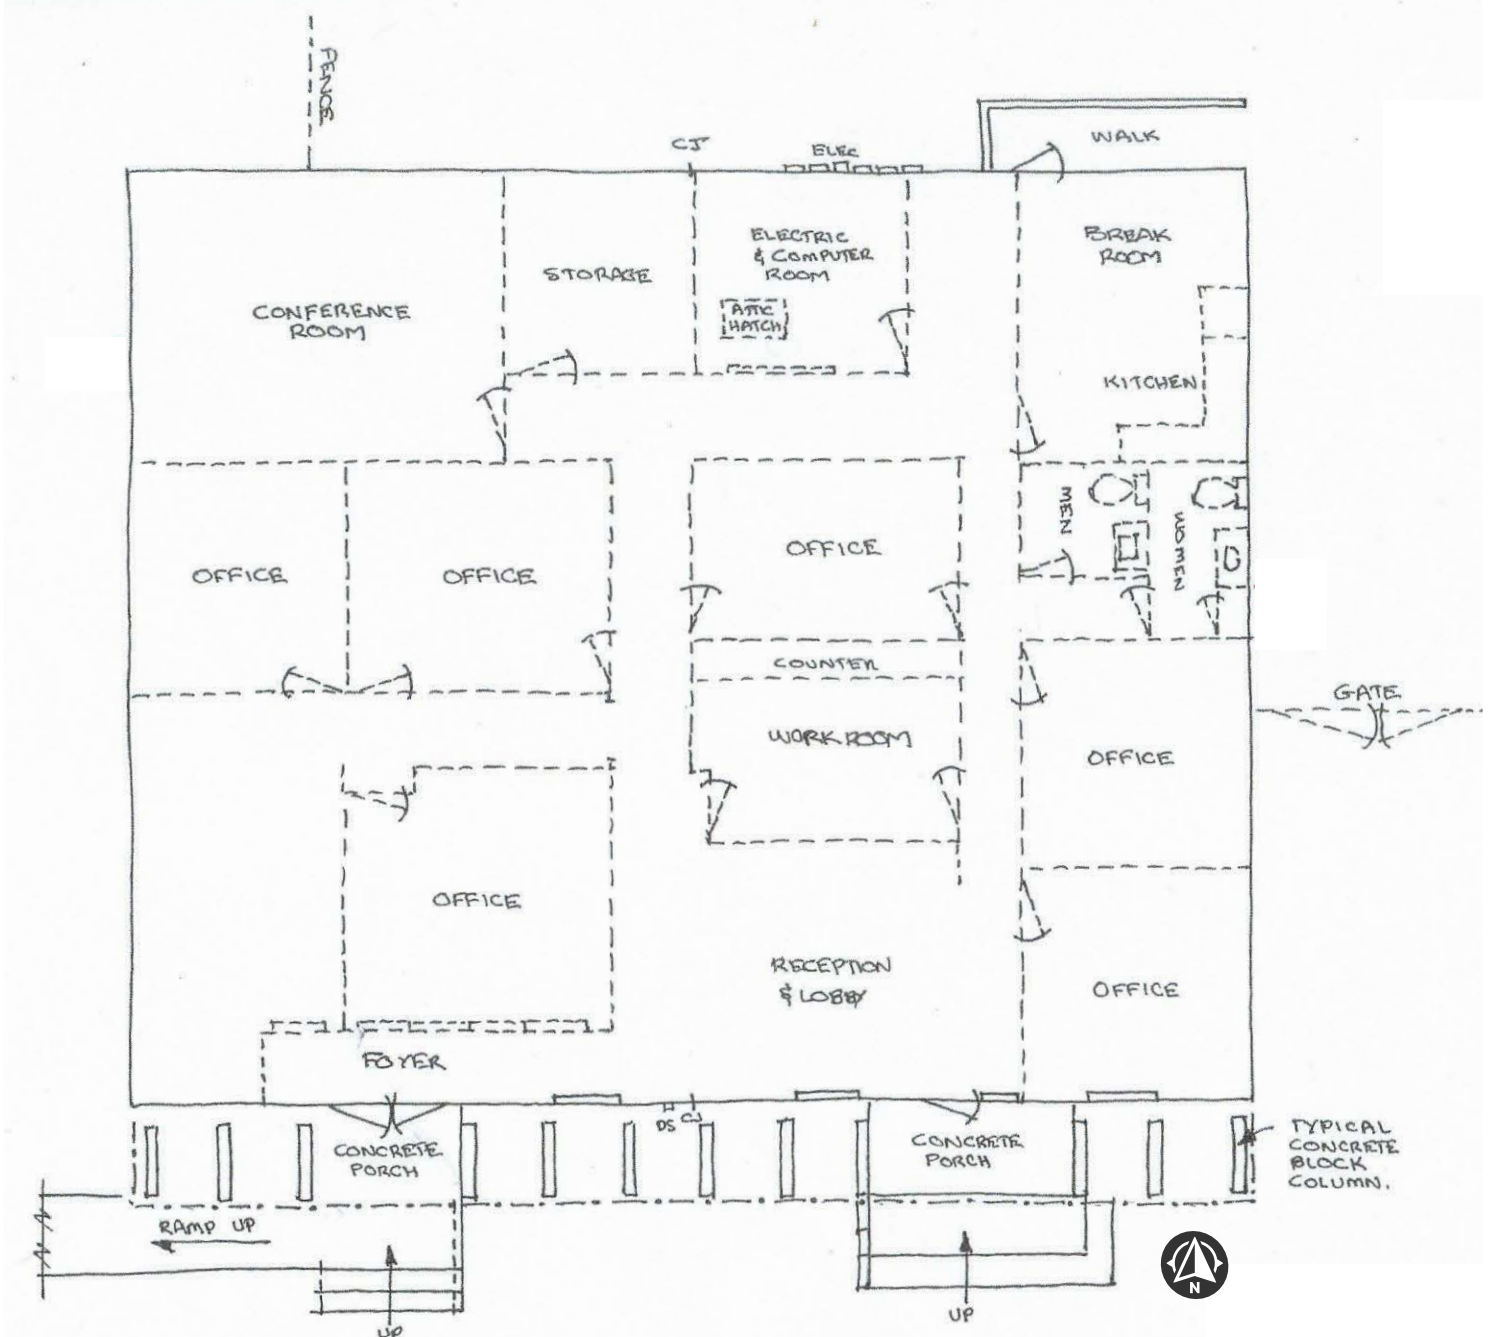 FENCE
CJ
ELEC
WALK
ELECTRIC
& COMPUTER
ROOM
BREAK
ROOM
STORAGE
ATTIC
HATCH
CONFERENCE
ROOM
KITCHEN
MEN
WOMEN
OFFICE
OFFICE
OFFICE
COUNTER
GATE
WORK ROOM
OFFICE
OFFICE
RECEPTION
& LOBBY
OFFICE
FOYER
DS CJ
CONCRETE
PORCH
CONCRETE
PORCH
TYPICAL
CONCRETE
BLOCK
COLUMN.
RAMP UP
N
UP
UP